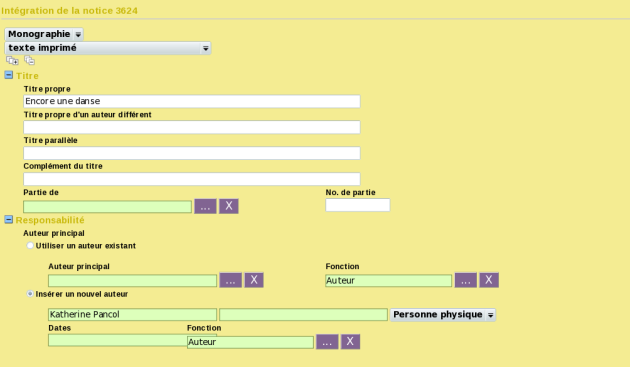 Intégration de la notice 3624
Monographie
texte imprimé
Titre
Titre propre
Encore une danse
Titre propre d'un auteur différent
Titre parallèle
Complément du titre
Partie de No. de partie
... X
Responsabilité
Auteur principal
Utiliser un auteur existant
Auteur principal Fonction
... X Auteur ... X
Insérer un nouvel auteur
Katherine Pancol Personne physique
Dates Fonction
Auteur ... X